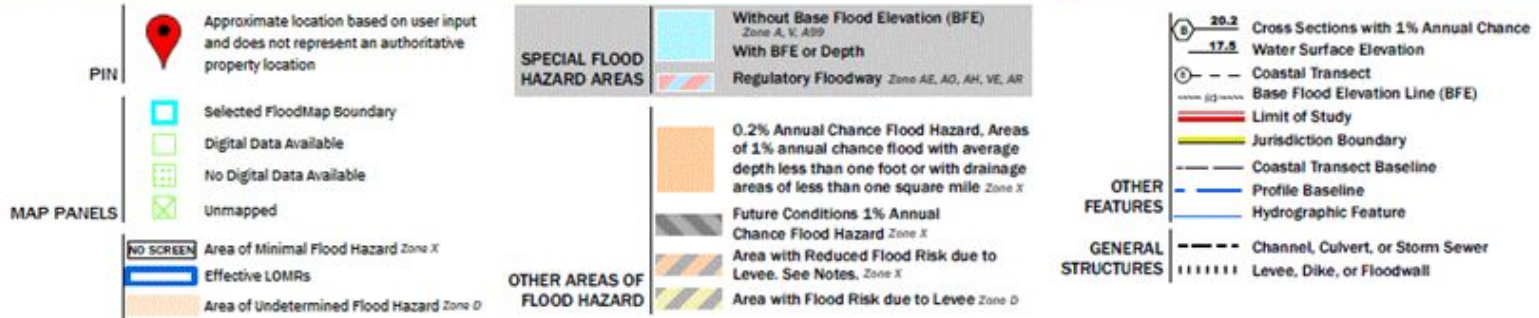 PIN
Approximate location based on user input
and does not represent an authoritative
property location
MAP PANELS
Selected FloodMap Boundary
Digital Data Available
No Digital Data Available
Unmapped
NO SCREEN Area of Minimal Flood Hazard Zone X
Effective LOMRs
Area of Undetermined Flood Hazard Zone D
SPECIAL FLOOD
HAZARD AREAS
Without Base Flood Elevation (BFE)
Zone A, V, A99
With BFE or Depth
Regulatory Floodway Zone AE, AO, AH, VE, AR
OTHER AREAS OF
FLOOD HAZARD
0.2% Annual Chance Flood Hazard, Areas
of 1% annual chance flood with average
depth less than one foot or with drainage
areas of less than one square mile Zone X
Future Conditions 1% Annual
Chance Flood Hazard Zone X
Area with Reduced Flood Risk due to
Levee. See Notes. Zone X
Area with Flood Risk due to Levee Zone D
OTHER
FEATURES
B 20.2 Cross Sections with 1% Annual Chance
17.5 Water Surface Elevation
Coastal Transect
Base Flood Elevation Line (BFE)
Limit of Study
Jurisdiction Boundary
Coastal Transect Baseline
Profile Baseline
Hydrographic Feature
GENERAL
STRUCTURES
Channel, Culvert, or Storm Sewer
Levee, Dike, or Floodwall